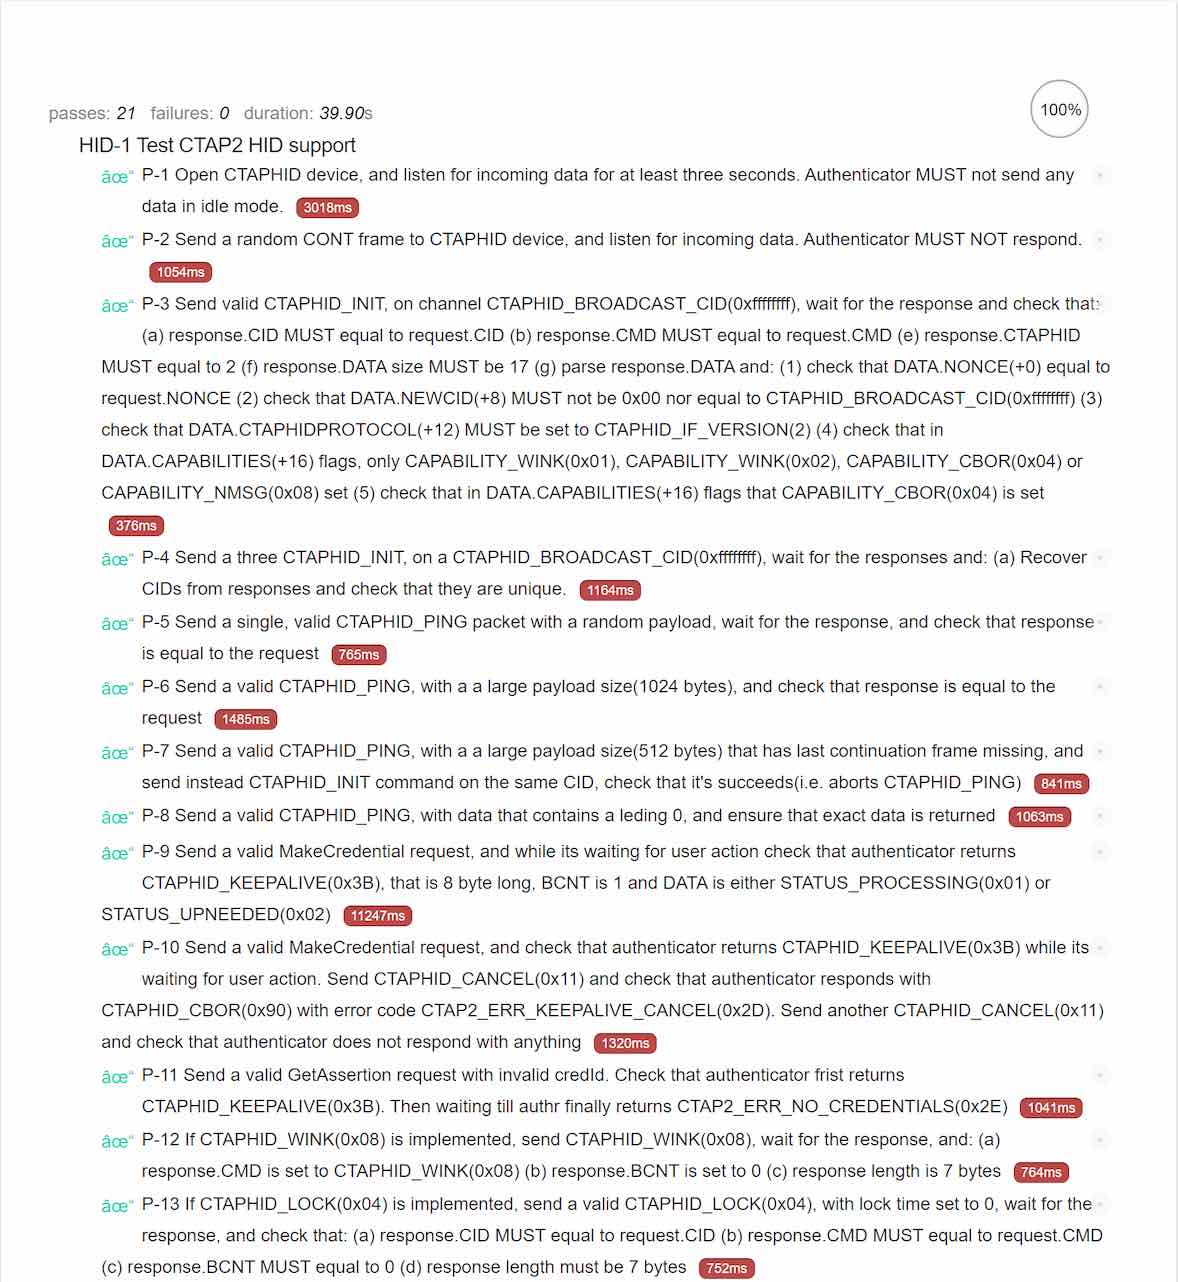 passes: 21 failures: 0 duration: 39.90s
100%
HID-1 Test CTAP2 HID support
âœ“ P-1 Open CTAPHID device, and listen for incoming data for at least three seconds. Authenticator MUST not send any
data in idle mode. 3018ms
âœ“ P-2 Send a random CONT frame to CTAPHID device, and listen for incoming data. Authenticator MUST NOT respond.
1054ms
âœ“ P-3 Send valid CTAPHID_INIT, on channel CTAPHID_BROADCAST_CID(0xffffffff), wait for the response and check that:
(a) response.CID MUST equal to request.CID (b) response.CMD MUST equal to request.CMD (e) response.CTAPHID
MUST equal to 2 (f) response.DATA size MUST be 17 (g) parse response.DATA and: (1) check that DATA.NONCE(+0) equal to
request.NONCE (2) check that DATA.NEWCID(+8) MUST not be 0x00 nor equal to CTAPHID_BROADCAST_CID(0xffffffff) (3)
check that DATA.CTAPHIDPROTOCOL(+12) MUST be set to CTAPHID_IF_VERSION(2) (4) check that in
DATA.CAPABILITIES(+16) flags, only CAPABILITY_WINK(0x01), CAPABILITY_WINK(0x02), CAPABILITY_CBOR(0x04) or
CAPABILITY_NMSG(0x08) set (5) check that in DATA.CAPABILITIES(+16) flags that CAPABILITY_CBOR(0x04) is set
376ms
âœ“ P-4 Send a three CTAPHID_INIT, on a CTAPHID_BROADCAST_CID(0xffffffff), wait for the responses and: (a) Recover
CIDs from responses and check that they are unique. 1164ms
âœ“ P-5 Send a single, valid CTAPHID_PING packet with a random payload, wait for the response, and check that response
is equal to the request 765ms
âœ“ P-6 Send a valid CTAPHID_PING, with a a large payload size(1024 bytes), and check that response is equal to the
request 1485ms
âœ“ P-7 Send a valid CTAPHID_PING, with a a large payload size(512 bytes) that has last continuation frame missing, and
send instead CTAPHID_INIT command on the same CID, check that it's succeeds(i.e. aborts CTAPHID_PING) 841ms
âœ“ P-8 Send a valid CTAPHID_PING, with data that contains a leding 0, and ensure that exact data is returned 1063ms
âœ“ P-9 Send a valid MakeCredential request, and while its waiting for user action check that authenticator returns
CTAPHID_KEEPALIVE(0x3B), that is 8 byte long, BCNT is 1 and DATA is either STATUS_PROCESSING(0x01) or
STATUS_UPNEEDED(0x02) 11247ms
âœ“ P-10 Send a valid MakeCredential request, and check that authenticator returns CTAPHID_KEEPALIVE(0x3B) while its
waiting for user action. Send CTAPHID_CANCEL(0x11) and check that authenticator responds with
CTAPHID_CBOR(0x90) with error code CTAP2_ERR_KEEPALIVE_CANCEL(0x2D). Send another CTAPHID_CANCEL(0x11)
and check that authenticator does not respond with anything 1320ms
âœ“ P-11 Send a valid GetAssertion request with invalid credId. Check that authenticator frist returns
CTAPHID_KEEPALIVE(0x3B). Then waiting till authr finally returns CTAP2_ERR_NO_CREDENTIALS(0x2E) 1041ms
âœ“ P-12 If CTAPHID_WINK(0x08) is implemented, send CTAPHID_WINK(0x08), wait for the response, and: (a)
response.CMD is set to CTAPHID_WINK(0x08) (b) response.BCNT is set to 0 (c) response length is 7 bytes 764ms
âœ“ P-13 If CTAPHID_LOCK(0x04) is implemented, send a valid CTAPHID_LOCK(0x04), with lock time set to 0, wait for the
response, and check that: (a) response.CID MUST equal to request.CID (b) response.CMD MUST equal to request.CMD
(c) response.BCNT MUST equal to 0 (d) response length must be 7 bytes 752ms